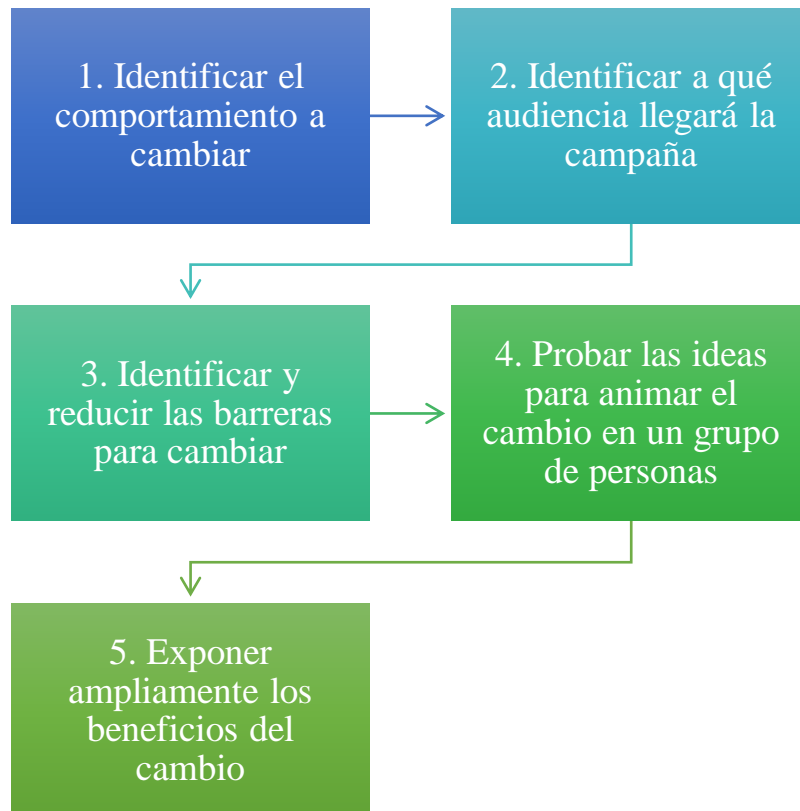 1. Identificar el
comportamiento a
cambiar
2. Identificar a qué
audiencia llegará la
campaña
3. Identificar y
reducir las barreras
para cambiar
4. Probar las ideas
para animar el
cambio en un grupo
de personas
5. Exponer
ampliamente los
beneficios del
cambio